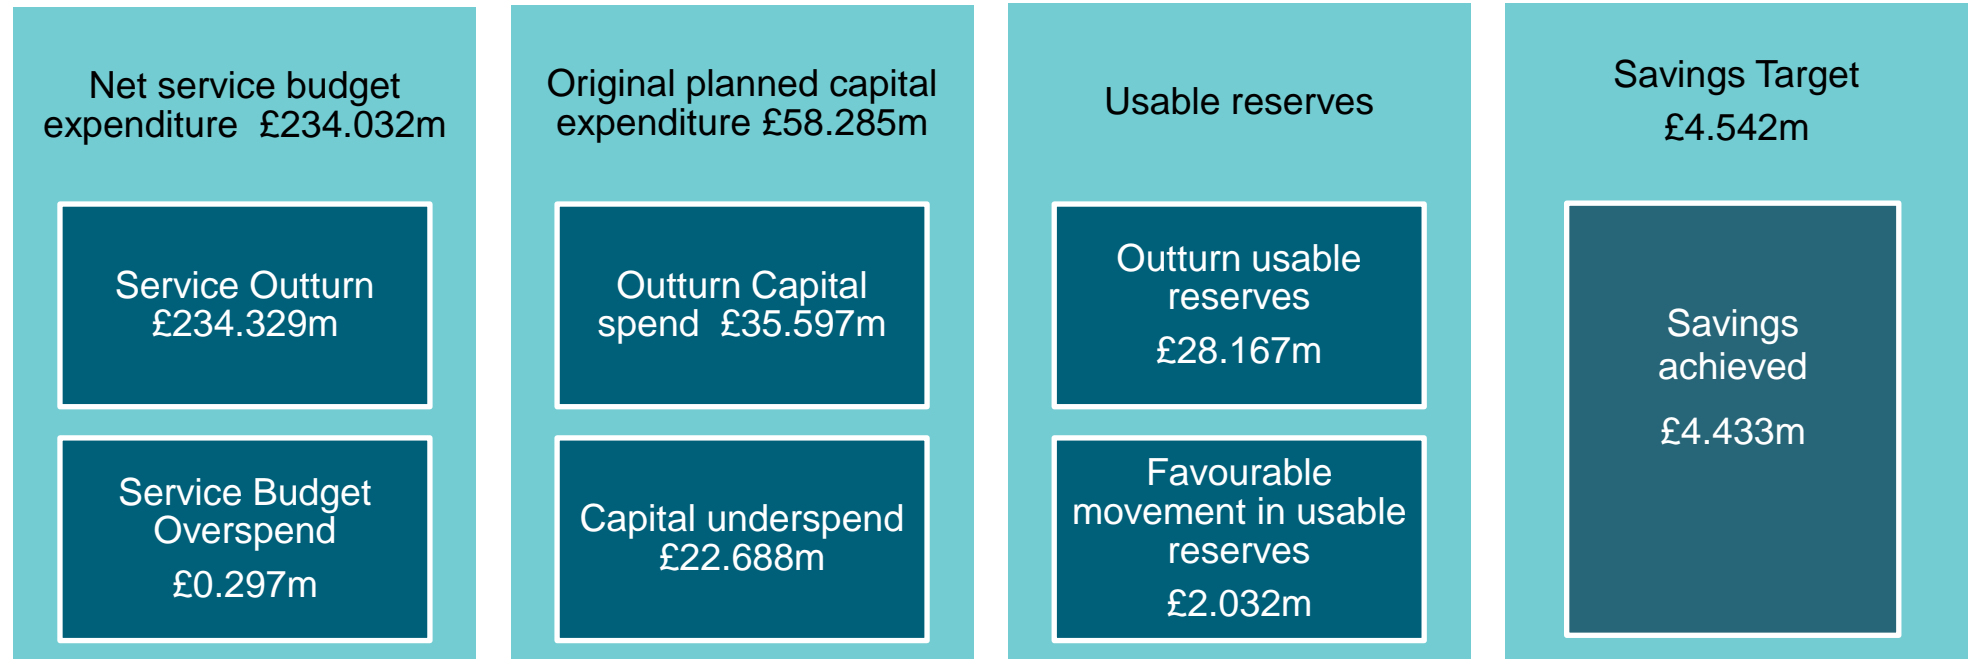 Net service budget
expenditure £234.032m
Service Outturn
£234.329m
Service Budget
Overspend
£0.297m
Original planned capital
expenditure £58.285m
Outturn Capital
spend £35.597m
Capital underspend
£22.688m
Usable reserves
Outturn usable
reserves
£28.167m
Favourable
movement in usable
reserves
£2.032m
Savings Target
£4.542m
Savings
achieved
£4.433m